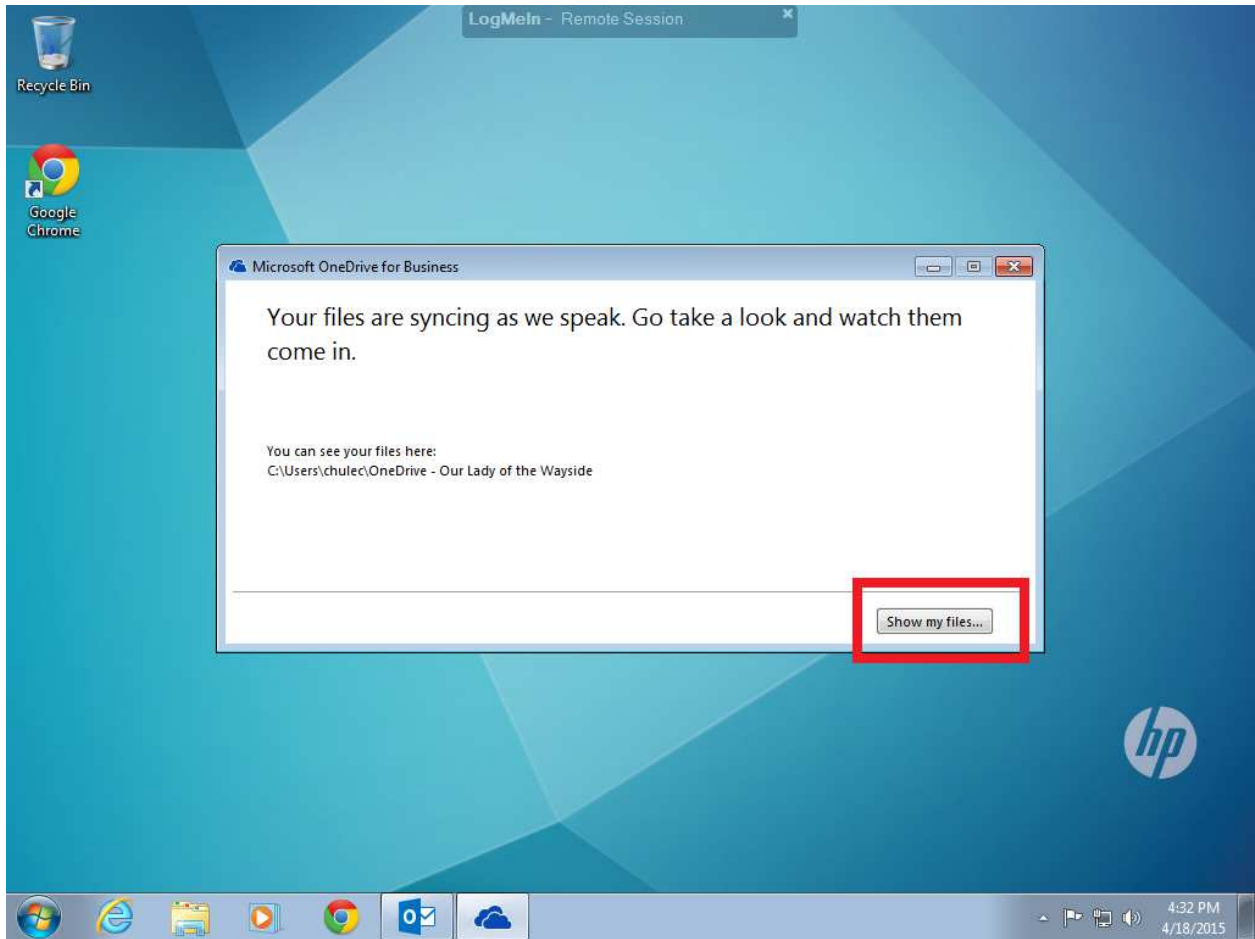 LogMeIn - Remote Session
Recycle Bin
Google
Chrome
Microsoft OneDrive for Business
Your files are syncing as we speak. Go take a look and watch them
come in.
You can see your files here:
C:\Users\chulec\OneDrive - Our Lady of the Wayside
Show my files...
hp
4:32 PM
4/18/2015